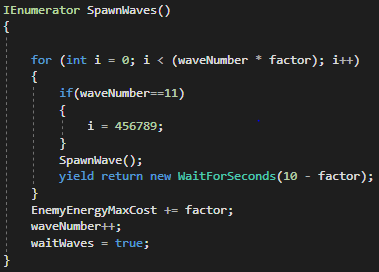 IEnumerator SpawnWaves()
{
for (int i = 0; i < (waveNumber * factor); i++)
{
if(waveNumber==11)
{
i = 456789;
}
SpawnWave();
yield return new WaitForSeconds(10 - factor);
}
EnemyEnergyMaxCost += factor;
waveNumber++;
waitWaves = true;
}